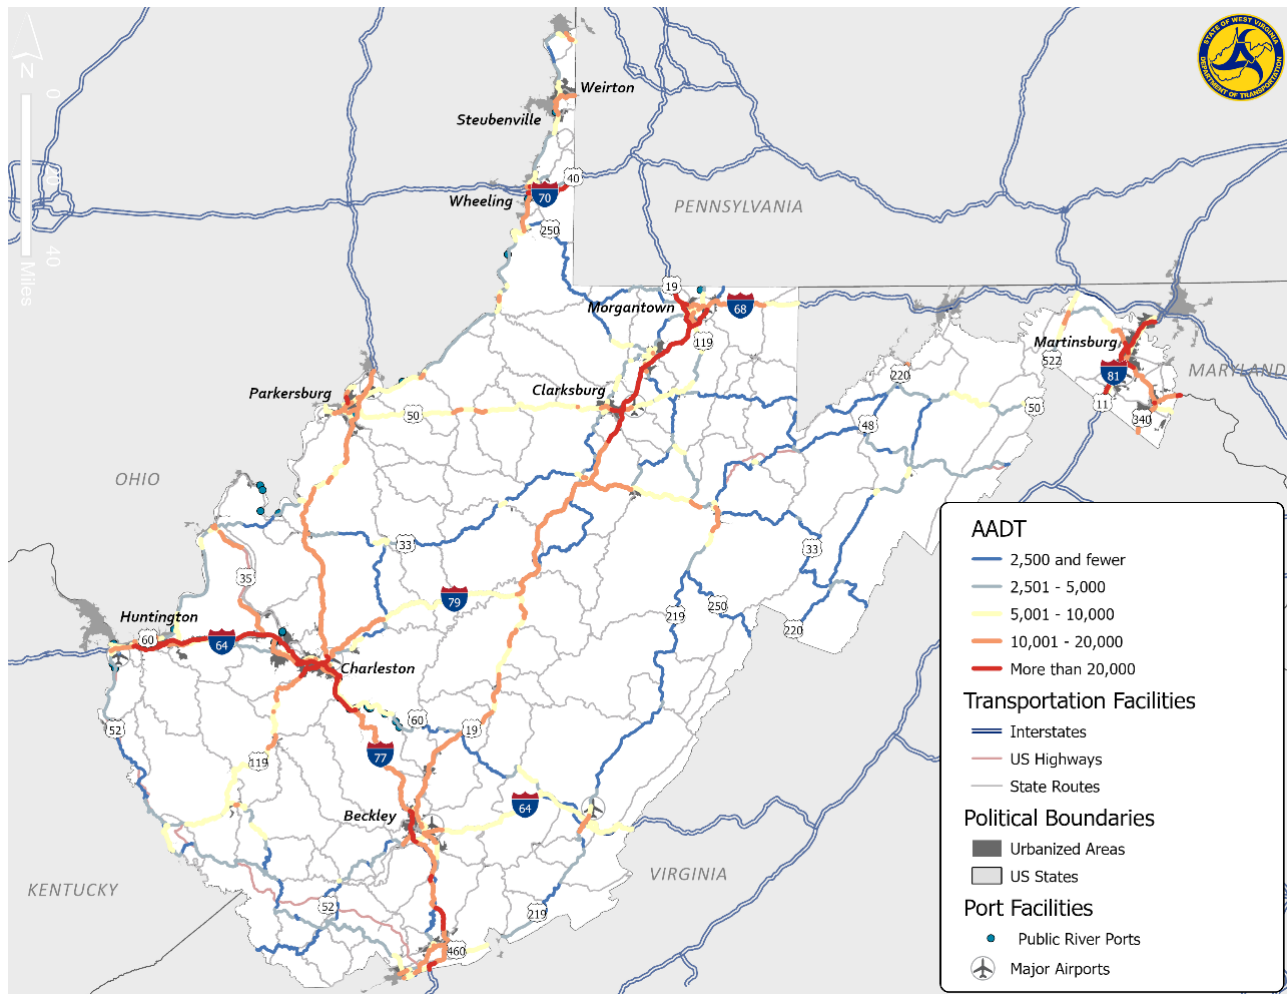 STATE OF WEST VIRGINIA
DEPARTMENT OF TRANSPORTATION
N
0
20
40
Miles
Weirton
Steubenville
40
70
Wheeling
PENNSYLVANIA
250
19
Morgantown
68
119
Martinsburg
522
MARYLAND
220
81
Clarksburg
Parkersburg
50
50
11
340
48
OHIO
33
33
35
79
219
250
220
Huntington
60
64
Charleston
52
60
19
77
119
64
Beckley
VIRGINIA
KENTUCKY
52
219
460
AADT
2,500 and fewer
2,501 - 5,000
5,001 - 10,000
10,001 - 20,000
More than 20,000
Transportation Facilities
Interstates
US Highways
State Routes
Political Boundaries
Urbanized Areas
US States
Port Facilities
Public River Ports
Major Airports